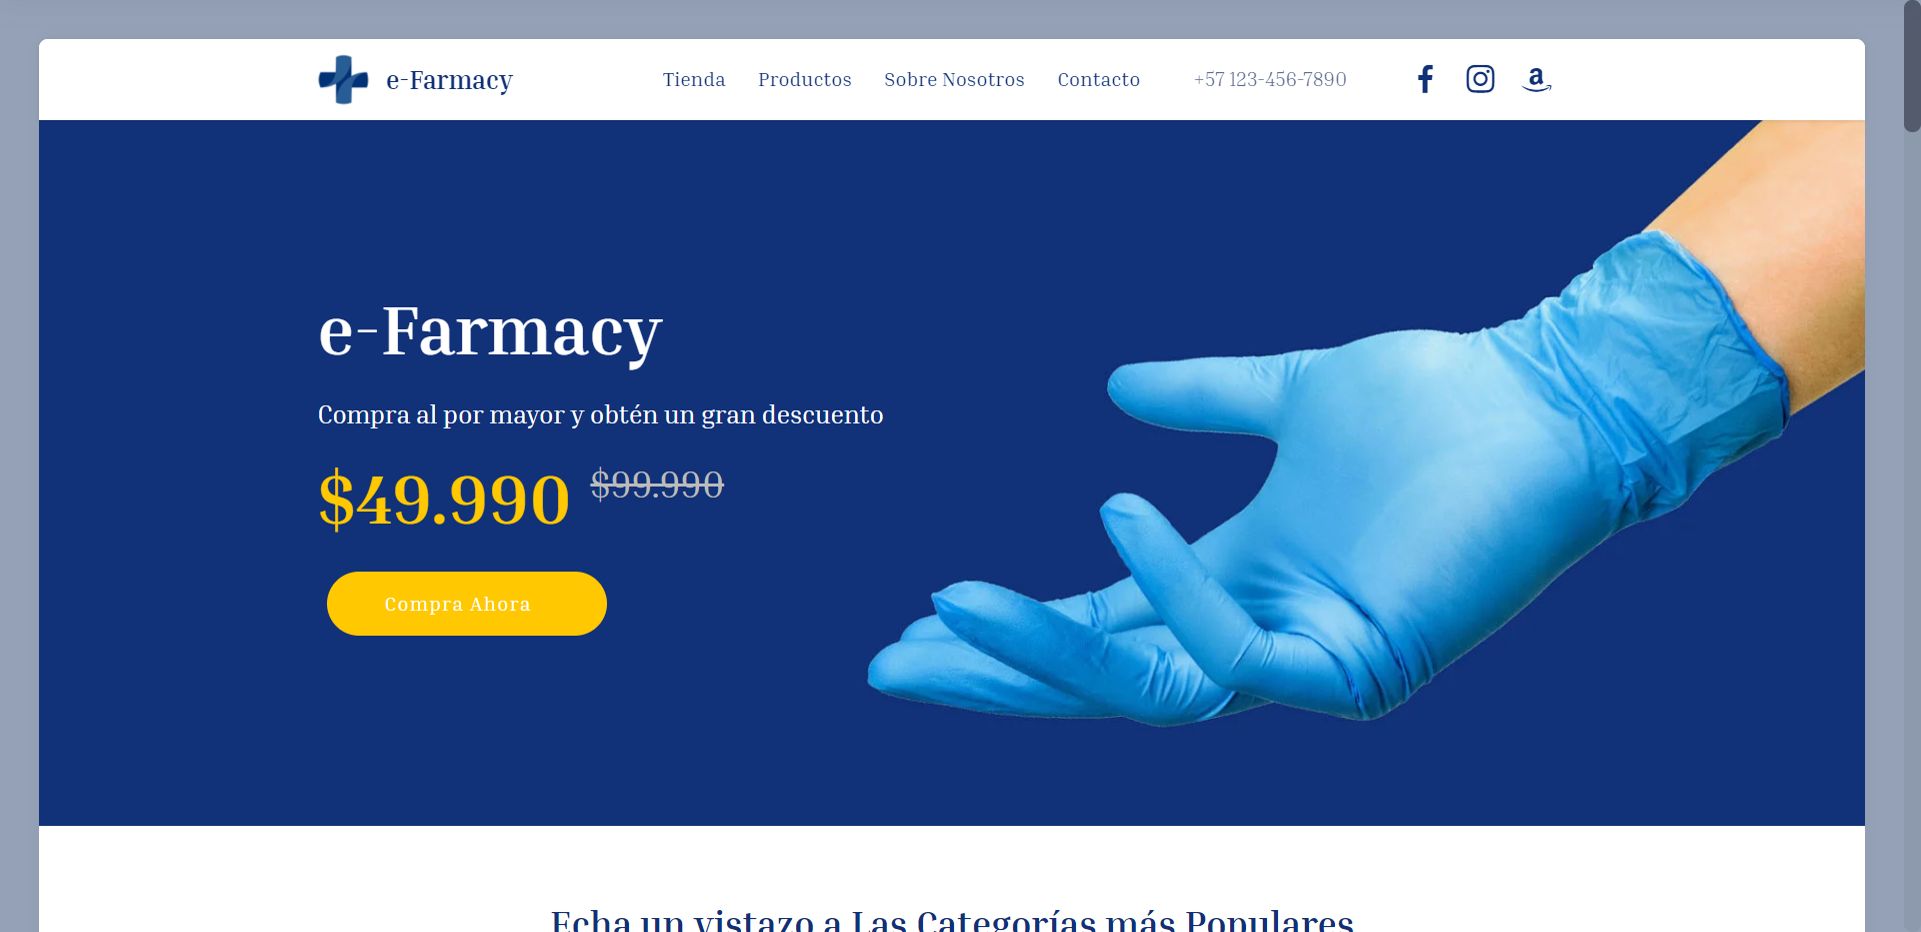 e-Farmacy
Tienda Productos Sobre Nosotros Contacto +57 123-456-7890
e-Farmacy
Compra al por mayor y obtén un gran descuento
$49.990 $99.990
Compra Ahora
Echa un vistazo a Las Categorías más Populares